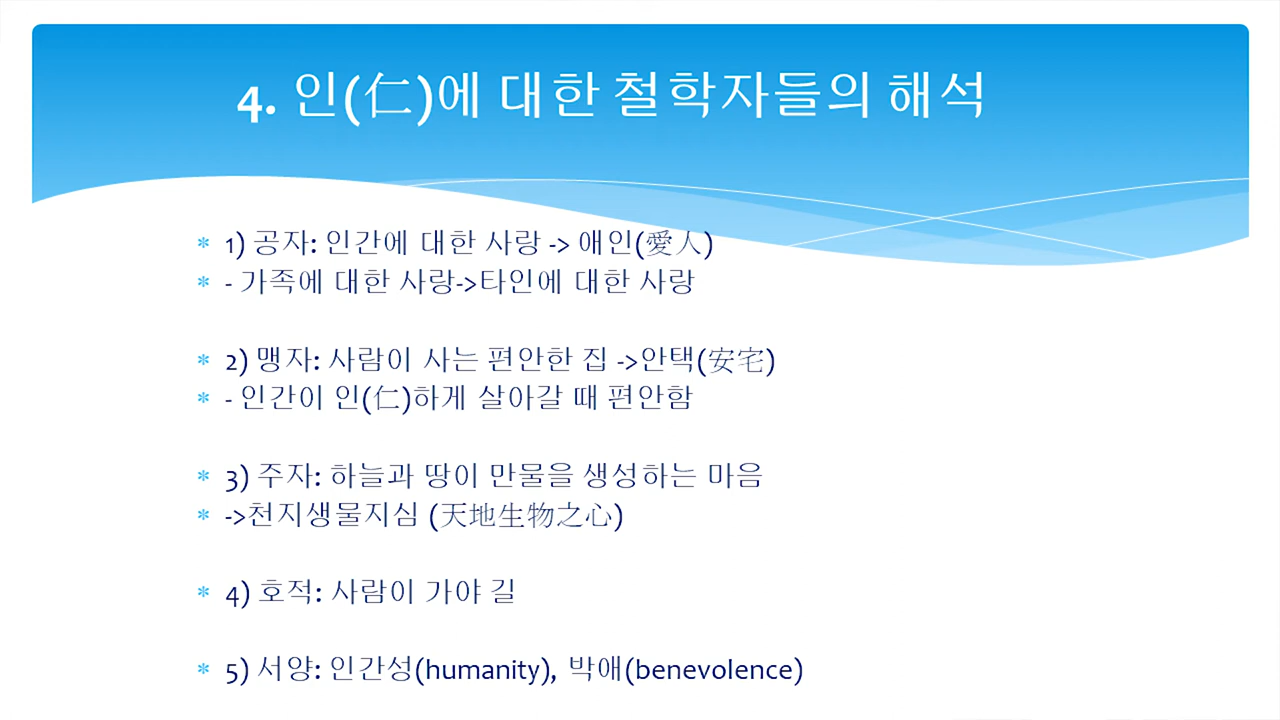 4. 인(仁)에 대한 철학자들의 해석
* 1) 공자: 인간에 대한 사랑 -> 애인(愛人)
* - 가족에 대한 사랑->타인에 대한 사랑
* 2) 맹자: 사람이 사는 편안한 집 ->안택(安宅)
* - 인간이 인(仁)하게 살아갈 때 편안함
* 3) 주자: 하늘과 땅이 만물을 생성하는 마음
* ->천지생물지심 (天地生物之心)
* 4) 호적: 사람이 가야 길
* 5) 서양: 인간성(humanity), 박애(benevolence)